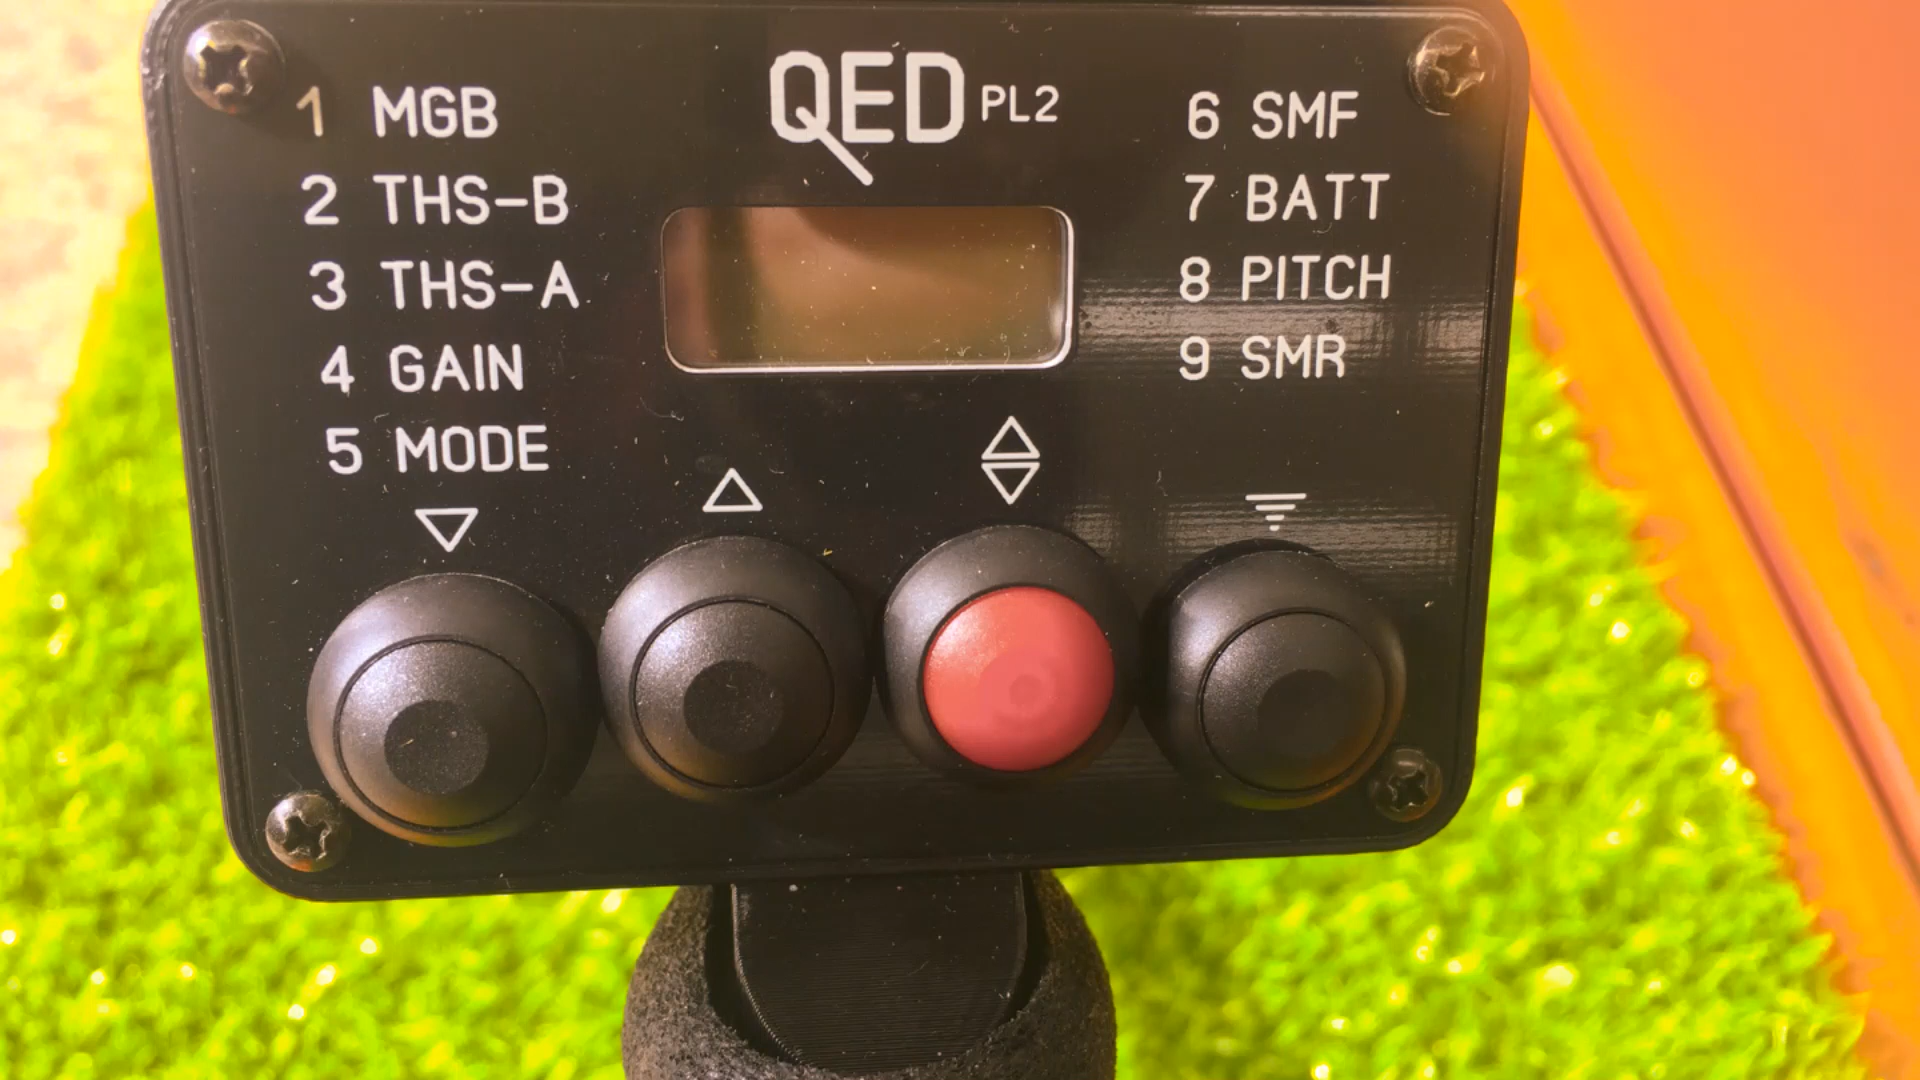 QED PL2
1 MGB
2 THS-B
3 THS-A
4 GAIN
5 MODE
6 SMF
7 BATT
8 PITCH
9 SMR